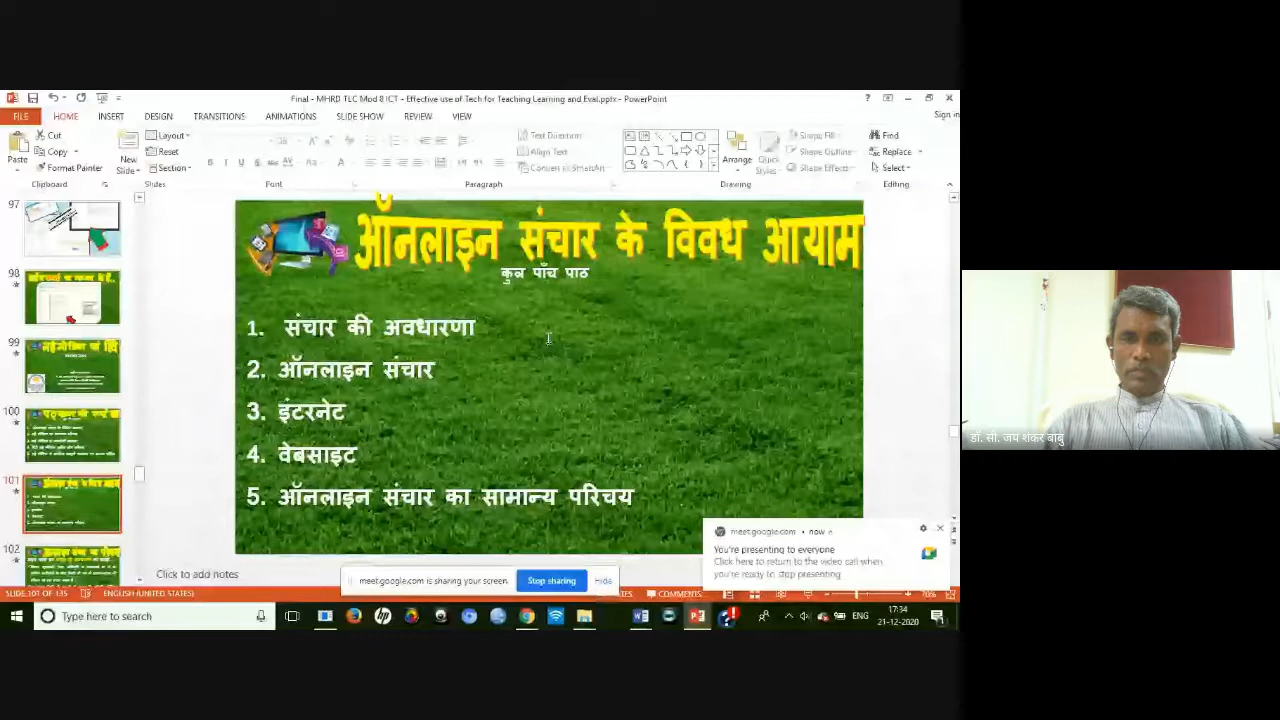 Final - MHRD TLC Mod 8 ICT - Effective use of Tech for Teaching Learning and Eval.pptx - PowerPoint
Sign in
FILE HOME INSERT DESIGN TRANSITIONS ANIMATIONS SLIDE SHOW REVIEW VIEW
Cut
Copy
Format Painter
Paste
Clipboard
New Slide
Layout
Reset
Section
Slides
Font
Text Direction
Align Text
Convert to SmartArt
Paragraph
Arrange
Quick Styles
Shape Fill
Shape Outline
Shape Effects
Drawing
Find
Replace
Select
Editing
97
98
99
100
101
102
ऑनलाइन संचार के विवध आयाम
कुल पाँच पाठ
1. संचार की अवधारणा
2. ऑनलाइन संचार
3. इंटरनेट
4. वेबसाइट
5. ऑनलाइन संचार का सामान्य परिचय
डॉ. सी. जय शंकर बाबु
meet.google.com • now
You're presenting to everyone
Click here to return to the video call when
you're ready to stop presenting
Click to add notes
meet.google.com is sharing your screen.
Stop sharing
Hide
SLIDE 101 OF 135
ENGLISH (UNITED STATES)
COMMENTS
70%
Type here to search
ENG
17:34
21-12-2020